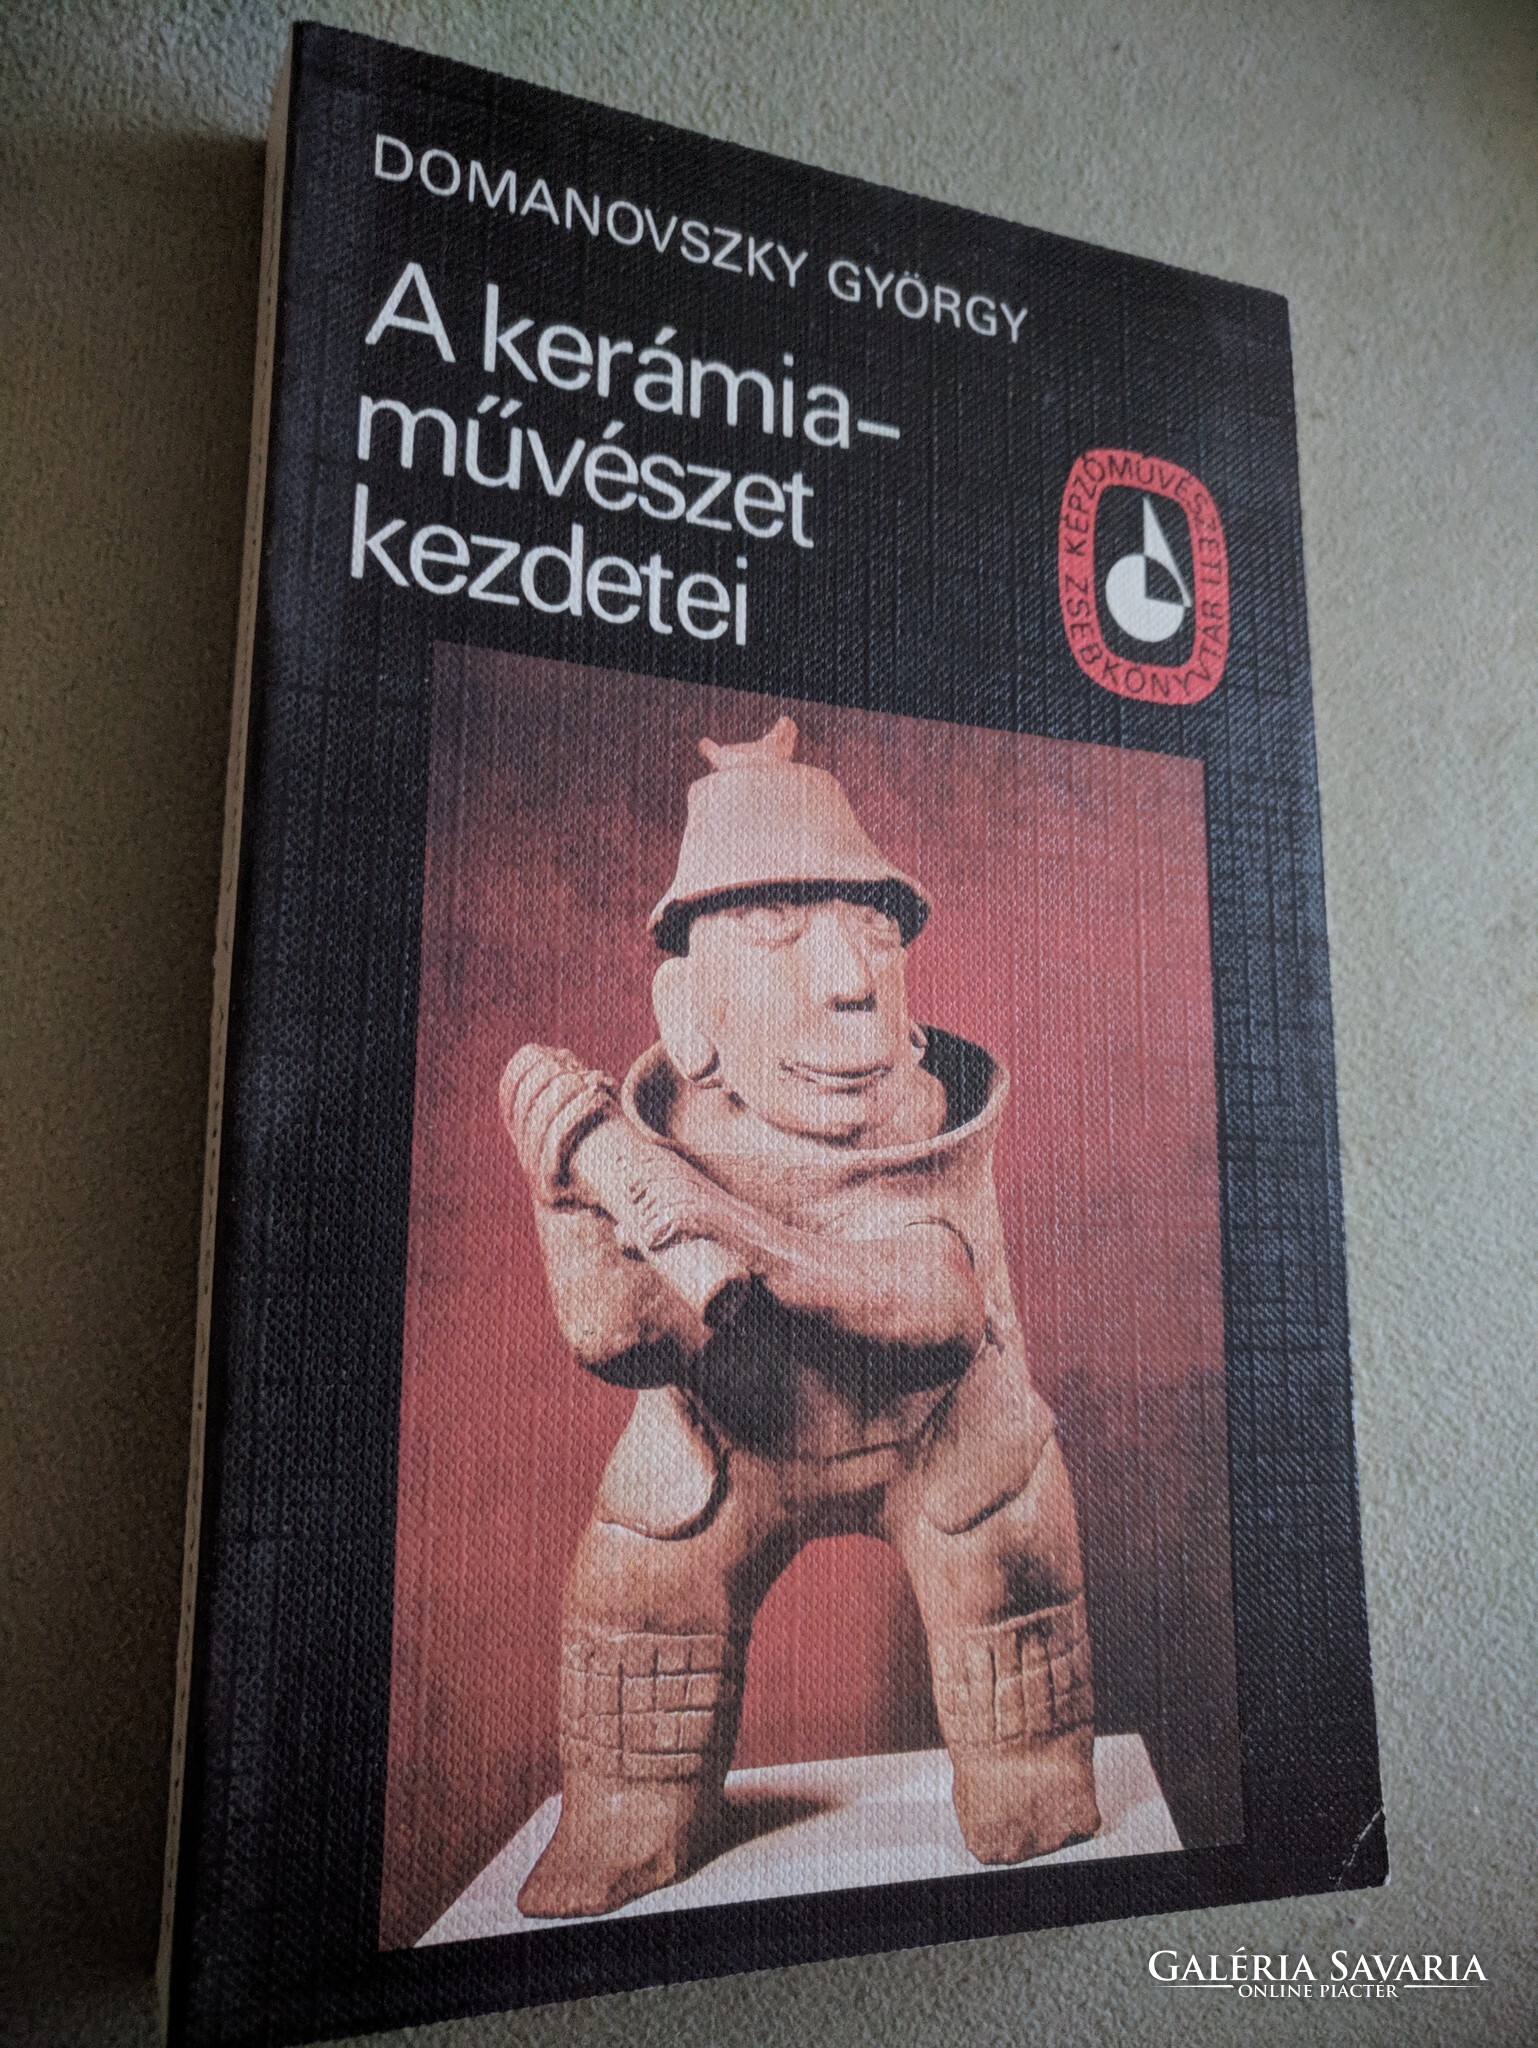 DOMANOVSZKY GYÖRGY
A kerámia-
művészet
kezdetei
KÉPZŐMŰVÉSZETI ZSEBKÖNYVTÁR
GALÉRIA SAVARIA
ONLINE PIACTÉR